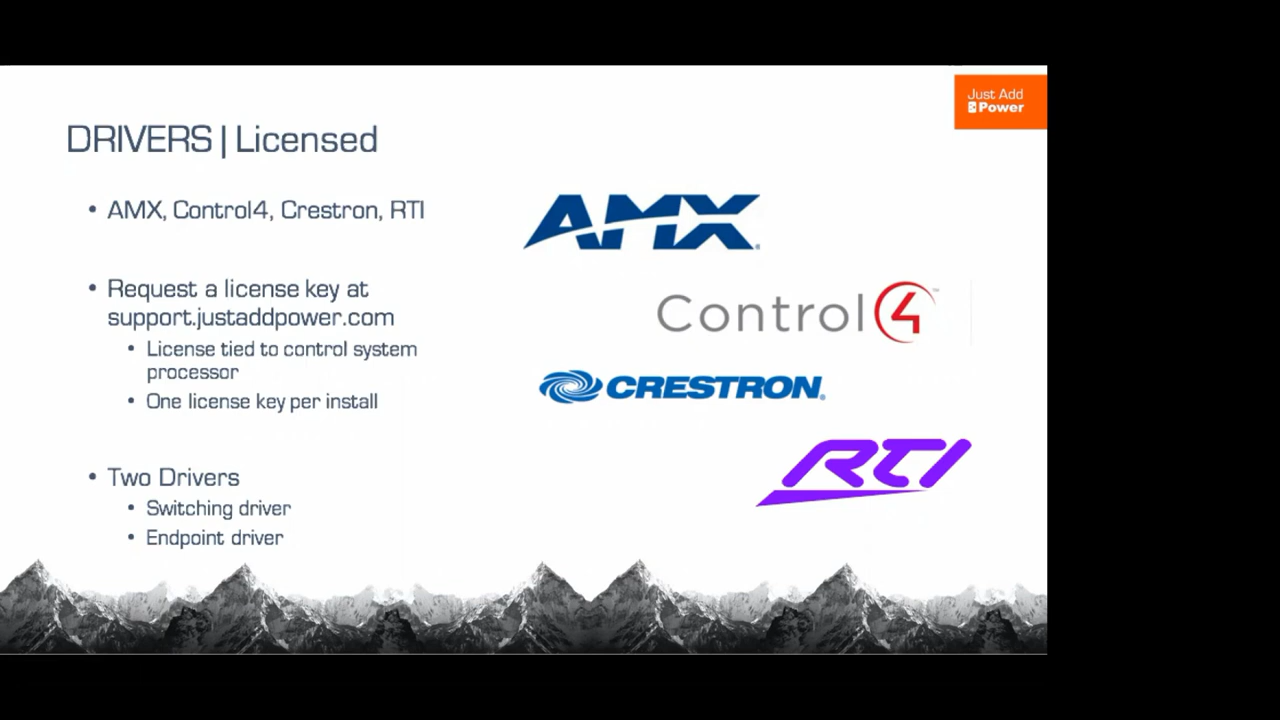 Just Add
Power
DRIVERS | Licensed
• AMX, Control4, Crestron, RTI
• Request a license key at
support.justaddpower.com
• License tied to control system
processor
• One license key per install
• Two Drivers
• Switching driver
• Endpoint driver
AMX
Control4
CRESTRON
RTI